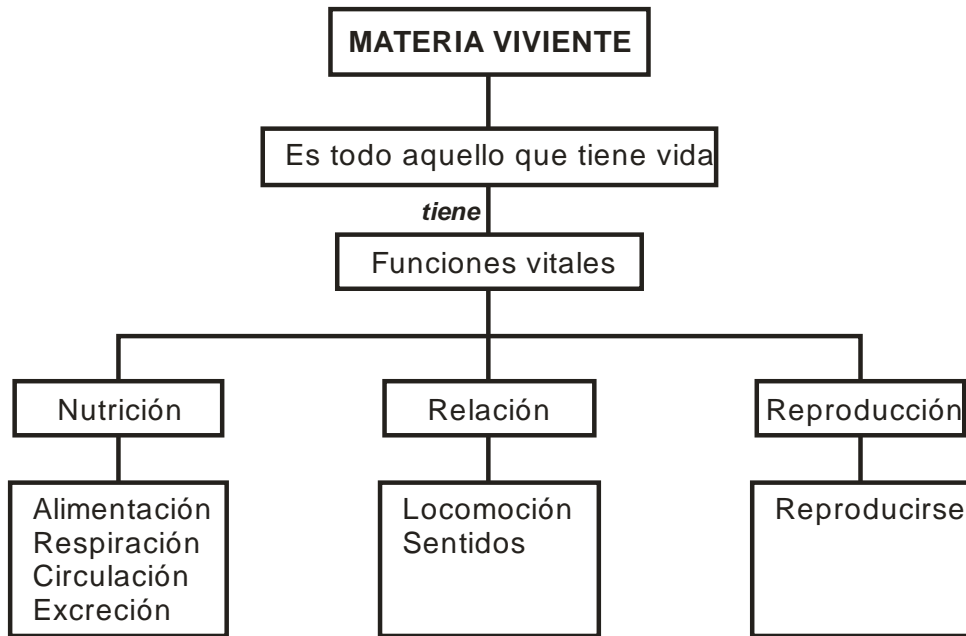 MATERIA VIVIENTE
Es todo aquello que tiene vida
tiene
Funciones vitales
Nutrición
Relación
Reproducción
Alimentación
Respiración
Circulación
Excreción
Locomoción
Sentidos
Reproducirse